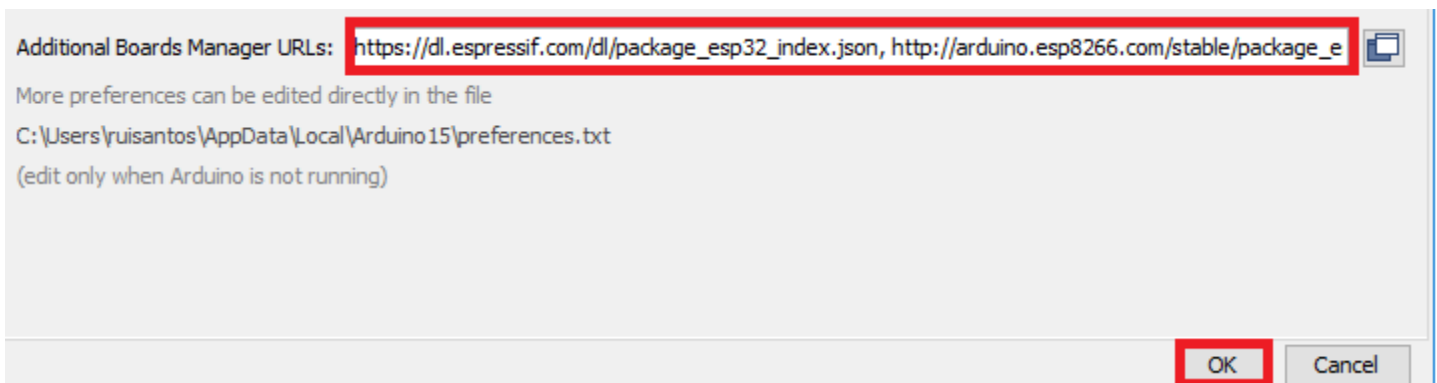 Additional Boards Manager URLs: https://dl.espressif.com/dl/package_esp32_index.json, http://arduino.esp8266.com/stable/package_e
More preferences can be edited directly in the file
C:\Users\ruisantos\AppData\Local\Arduino15\preferences.txt
(edit only when Arduino is not running)
OK Cancel